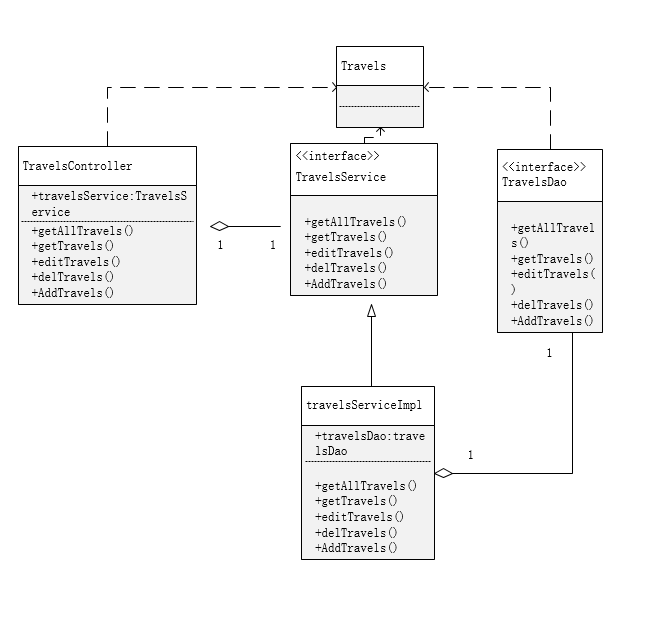 Travels
TravelsController
+travelsService:TravelsS
ervice
+getAllTravels()
+getTravels()
+editTravels()
+delTravels()
+AddTravels()
1
1
<<interface>>
TravelsService
+getAllTravels()
+getTravels()
+editTravels()
+delTravels()
+AddTravels()
<<interface>>
TravelsDao
+getAllTravel
s()
+getTravels()
+editTravels(
)
+delTravels()
+AddTravels()
1
travelsServiceImpl
+travelsDao:trave
lsDao
+getAllTravels()
+getTravels()
+editTravels()
+delTravels()
+AddTravels()
1